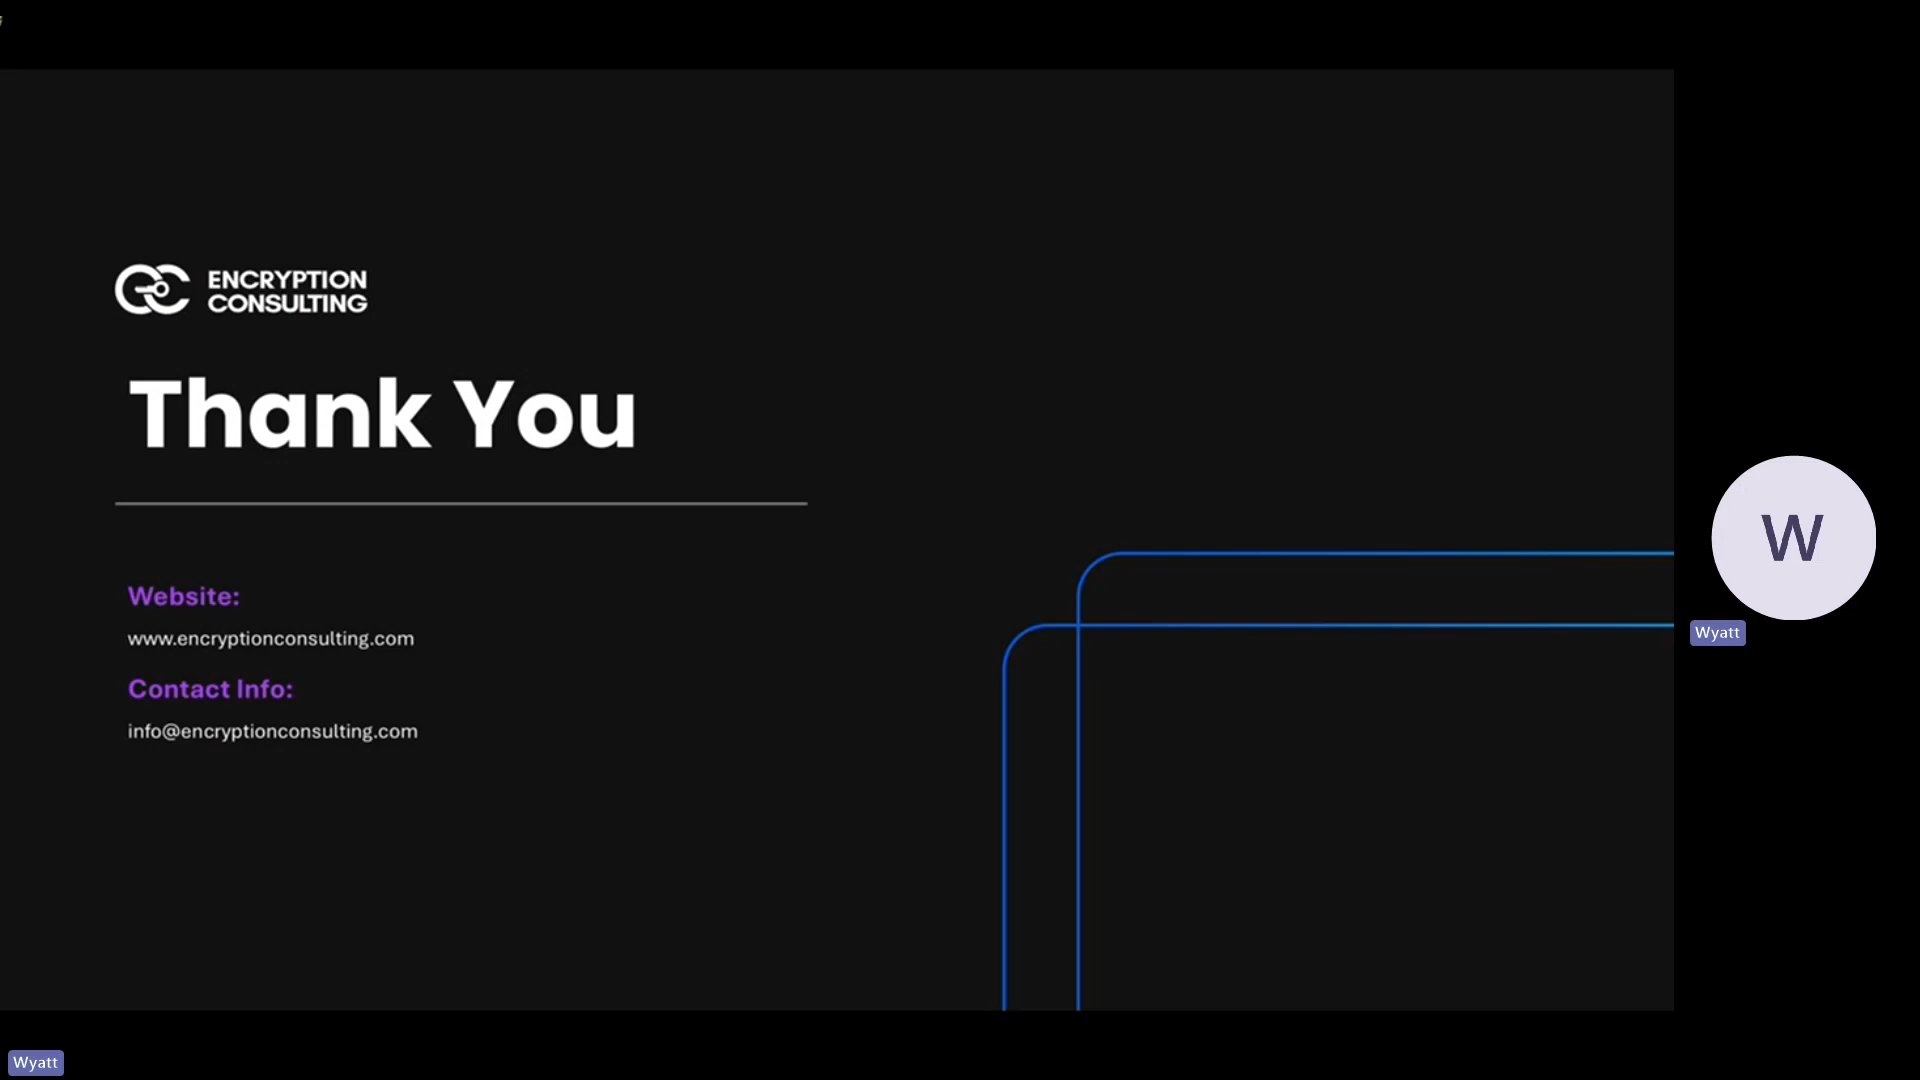 ENCRYPTION
CONSULTING
Thank You
Website:
www.encryptionconsulting.com
Contact Info:
info@encryptionconsulting.com
W
Wyatt
Wyatt